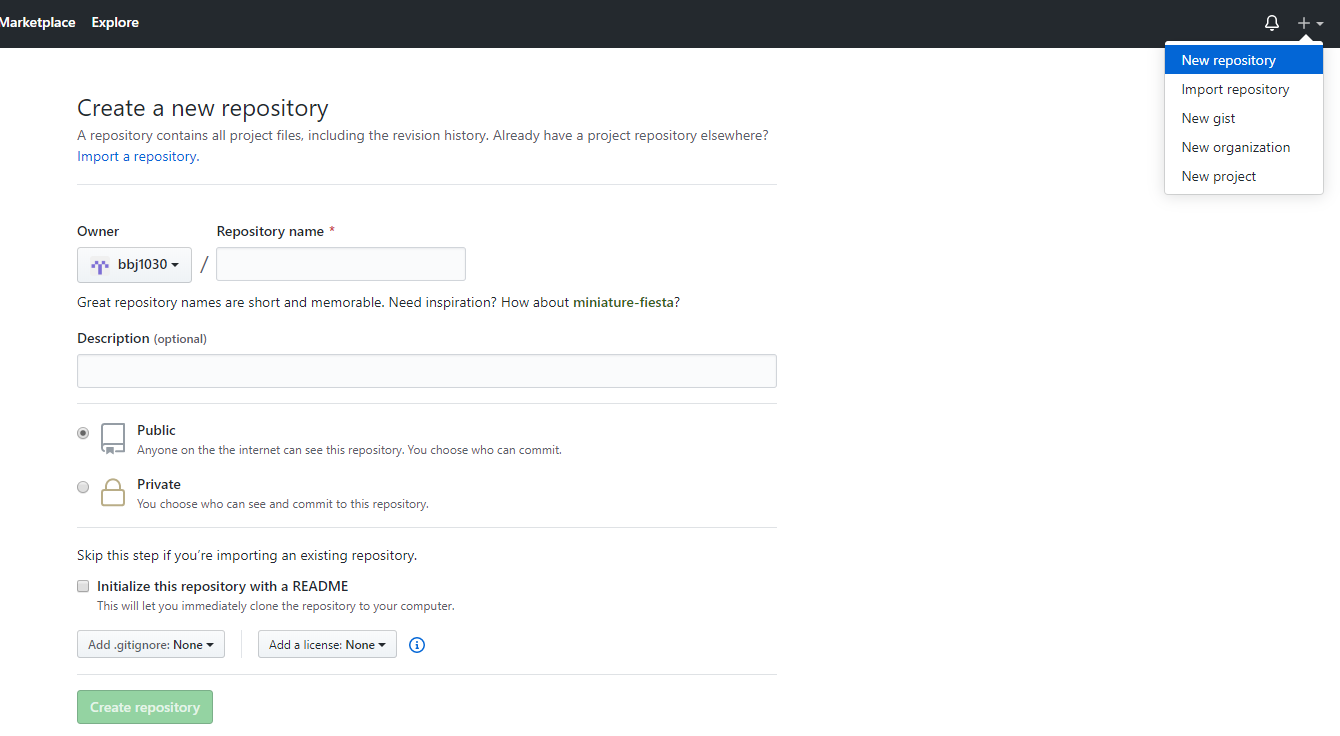 Marketplace Explore
New repository
Import repository
New gist
New organization
New project
Create a new repository
A repository contains all project files, including the revision history. Already have a project repository elsewhere?
Import a repository.
Owner
Repository name *
bbj1030 /
Great repository names are short and memorable. Need inspiration? How about miniature-fiesta?
Description (optional)
Public
Anyone on the the internet can see this repository. You choose who can commit.
Private
You choose who can see and commit to this repository.
Skip this step if you’re importing an existing repository.
Initialize this repository with a README
This will let you immediately clone the repository to your computer.
Add .gitignore: None
Add a license: None
Create repository